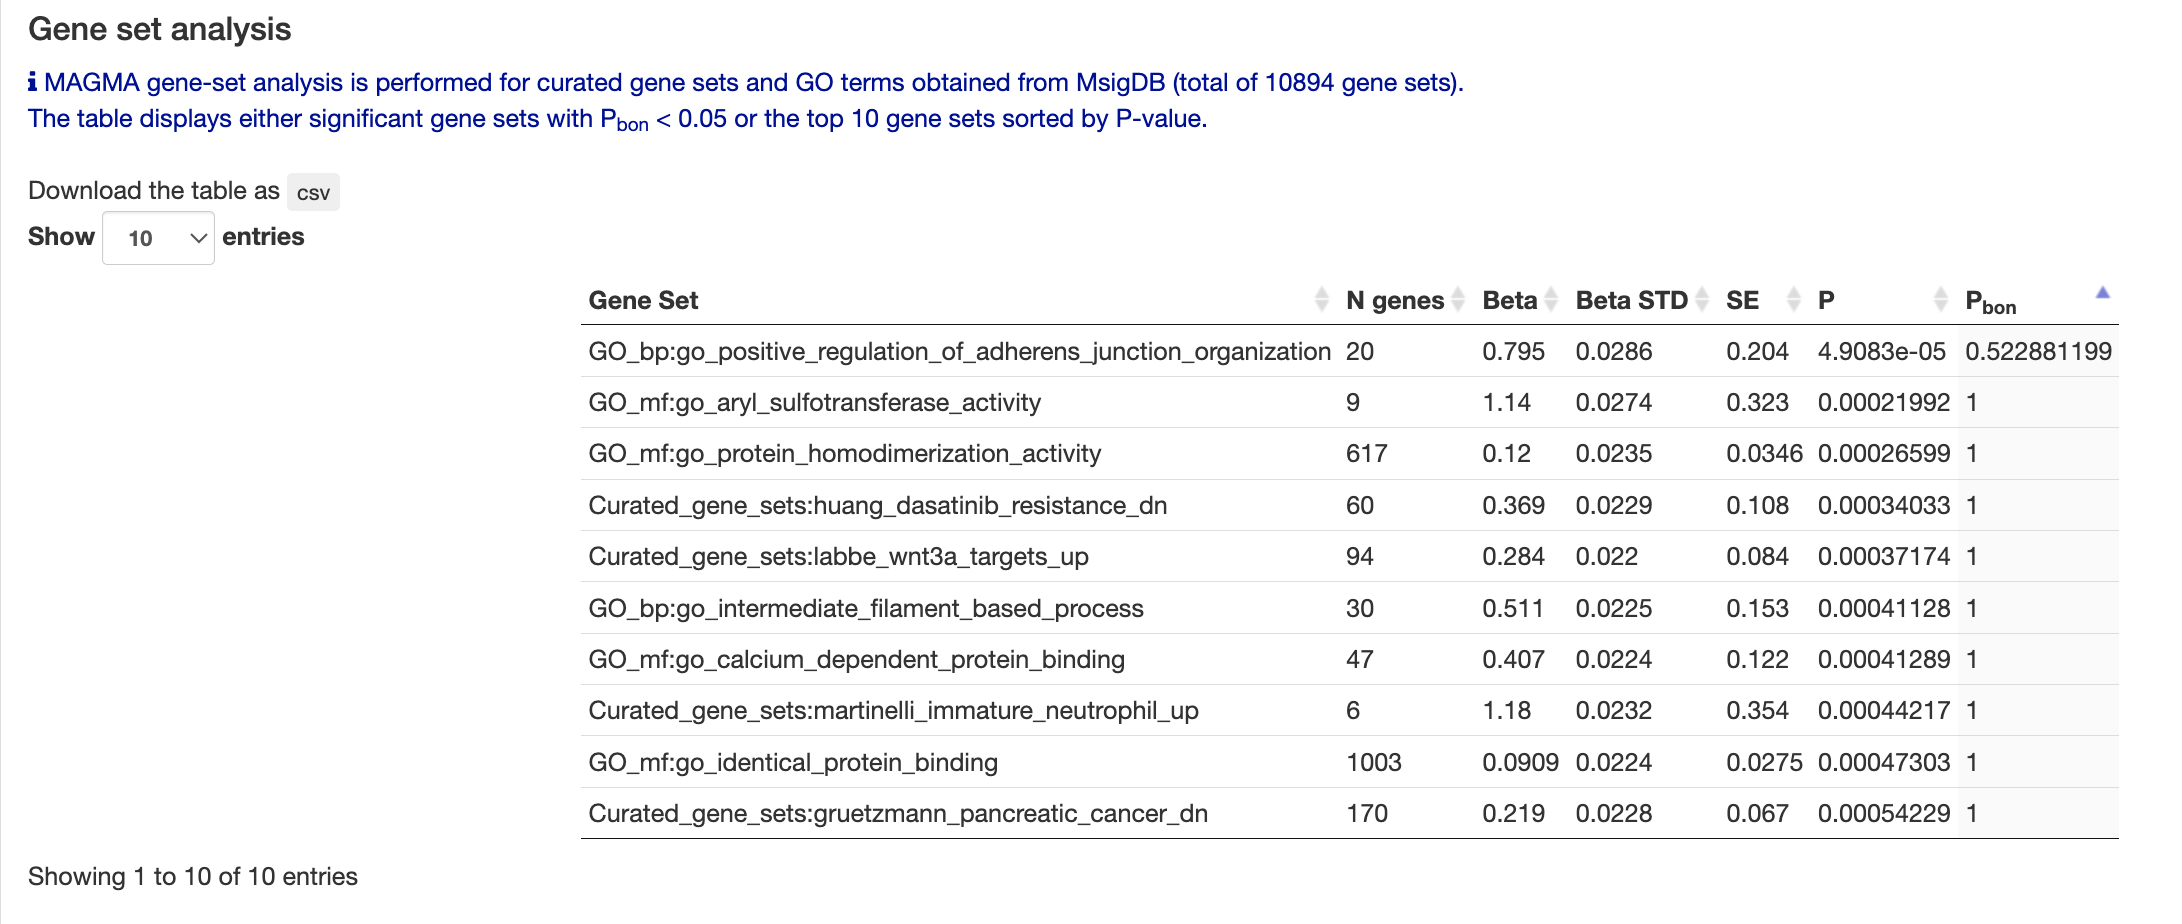 Gene set analysis
MAGMA gene-set analysis is performed for curated gene sets and GO terms obtained from MsigDB (total of 10894 gene sets).
The table displays either significant gene sets with Pbon < 0.05 or the top 10 gene sets sorted by P-value.
Download the table as csv
Show 10 entries
Gene Set N genes Beta Beta STD SE P Pbon
GO_bp:go_positive_regulation_of_adherens_junction_organization 20 0.795 0.0286 0.204 4.9083e-05 0.522881199
GO_mf:go_aryl_sulfotransferase_activity 9 1.14 0.0274 0.323 0.00021992 1
GO_mf:go_protein_homodimerization_activity 617 0.12 0.0235 0.0346 0.00026599 1
Curated_gene_sets:huang_dasatinib_resistance_dn 60 0.369 0.0229 0.108 0.00034033 1
Curated_gene_sets:labbe_wnt3a_targets_up 94 0.284 0.022 0.084 0.00037174 1
GO_bp:go_intermediate_filament_based_process 30 0.511 0.0225 0.153 0.00041128 1
GO_mf:go_calcium_dependent_protein_binding 47 0.407 0.0224 0.122 0.00041289 1
Curated_gene_sets:martinelli_immature_neutrophil_up 6 1.18 0.0232 0.354 0.00044217 1
GO_mf:go_identical_protein_binding 1003 0.0909 0.0224 0.0275 0.00047303 1
Curated_gene_sets:gruetzmann_pancreatic_cancer_dn 170 0.219 0.0228 0.067 0.00054229 1
Showing 1 to 10 of 10 entries